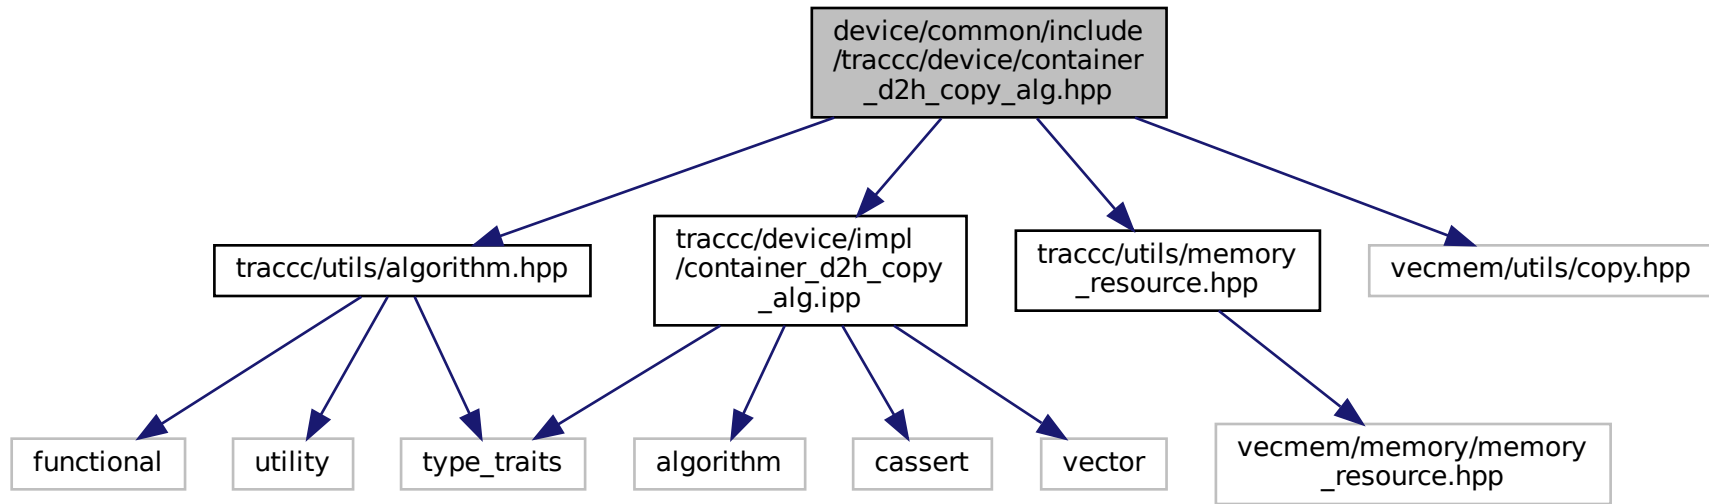 device/common/include
/traccc/device/container
_d2h_copy_alg.hpp
traccc/utils/algorithm.hpp
traccc/device/impl
/container_d2h_copy
_alg.ipp
traccc/utils/memory
_resource.hpp
vecmem/utils/copy.hpp
functional
utility
type_traits
algorithm
cassert
vector
vecmem/memory/memory
_resource.hpp